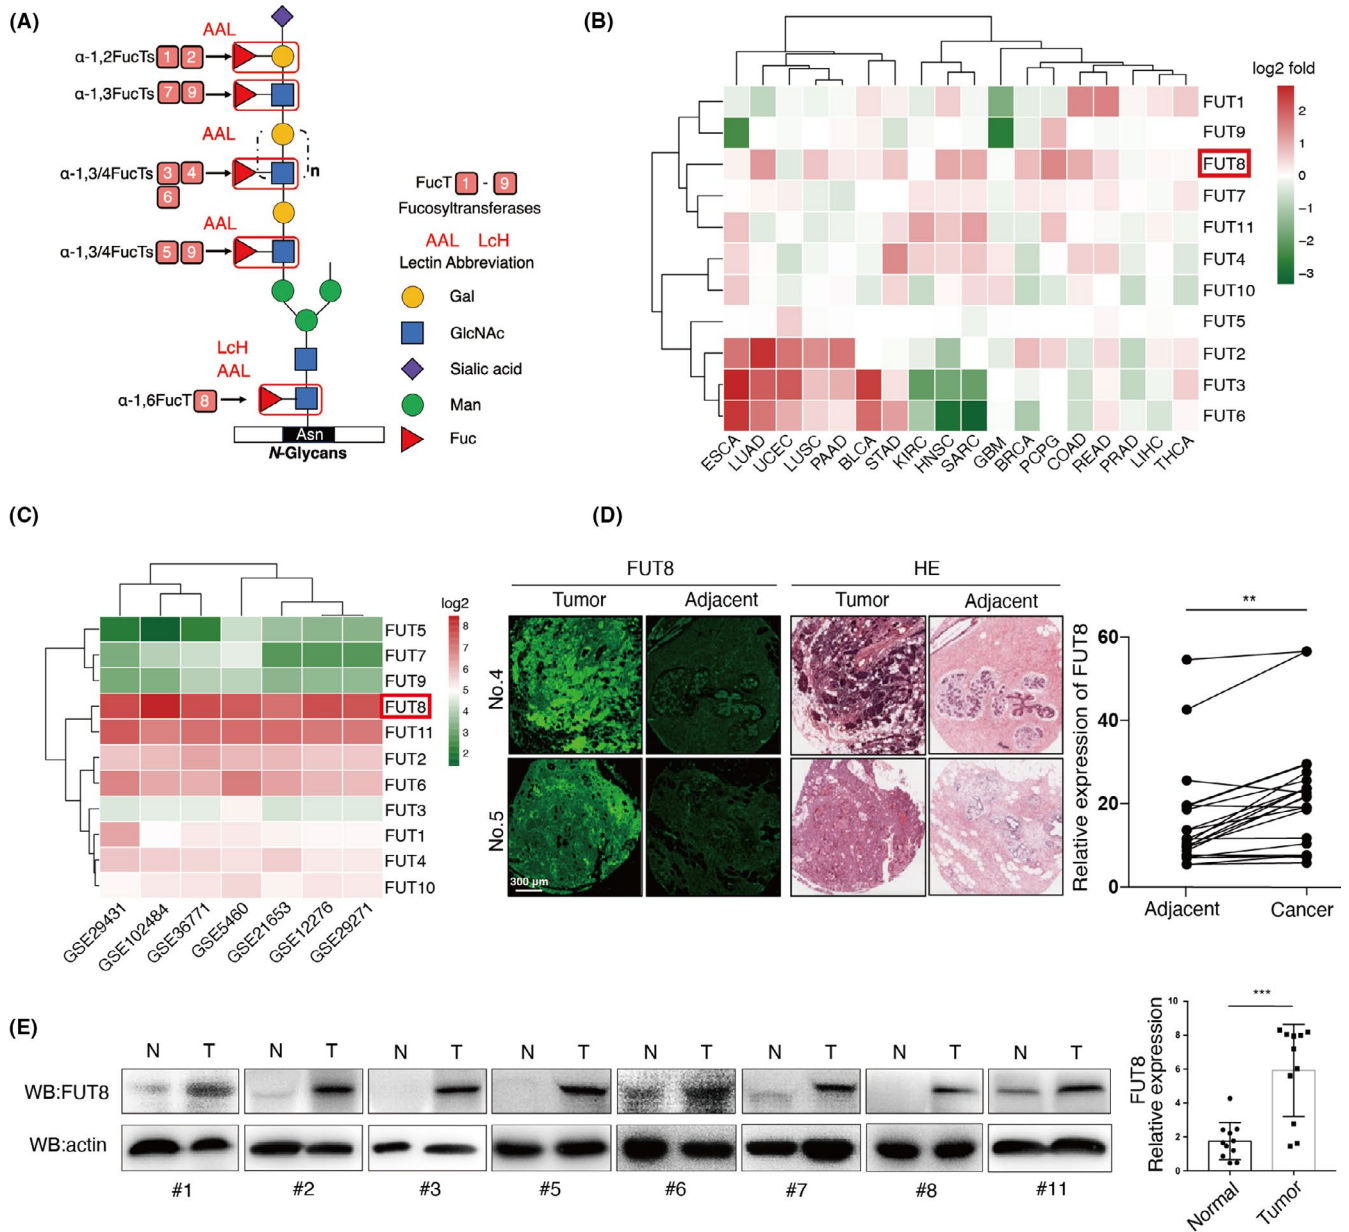 (A)
AAL
α-1,2FucTs 1 2
α-1,3FucTs 7 9
AAL
n
α-1,3/4FucTs 3 4
6
AAL
α-1,3/4FucTs 5 9
LcH
AAL
α-1,6FucT 8
Asn
N-Glycans
FucT 1 - 9
Fucosyltransferases
AAL LcH
Lectin Abbreviation
Gal
GlcNAc
Sialic acid
Man
Fuc
(B)
log2 fold
2
1
0
−1
−2
−3
FUT1
FUT9
FUT8
FUT7
FUT11
FUT4
FUT10
FUT5
FUT2
FUT3
FUT6
ESCA LUAD UCEC LUSC PAAD BLCA STAD KIRC HNSC SARC GBM BRCA PCPG COAD READ PRAD LIHC THCA
(C)
log2
8
7
6
5
4
3
2
FUT5
FUT7
FUT9
FUT8
FUT11
FUT2
FUT6
FUT3
FUT1
FUT4
FUT10
GSE29431 GSE102484 GSE36771 GSE5460 GSE21653 GSE12276 GSE29271
(D)
FUT8 HE
Tumor Adjacent Tumor Adjacent
No.4
No.5
300 µm
**
Relative expression of FUT8
60
40
20
0
Adjacent Cancer
(E)
N T N T N T N T N T N T N T N T
WB:FUT8
WB:actin
#1 #2 #3 #5 #6 #7 #8 #11
***
FUT8
Relative expression
10
8
6
4
2
0
Normal Tumor